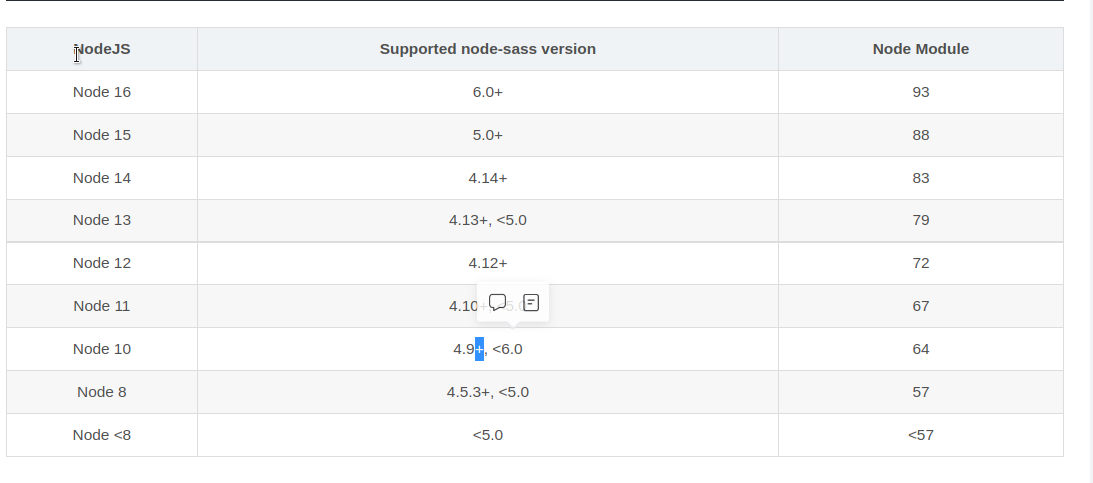 NodeJS Supported node-sass version Node Module
Node 16 6.0+ 93
Node 15 5.0+ 88
Node 14 4.14+ 83
Node 13 4.13+, <5.0 79
Node 12 4.12+ 72
Node 11 4.10+, <5.0 67
Node 10 4.9+, <6.0 64
Node 8 4.5.3+, <5.0 57
Node <8 <5.0 <57